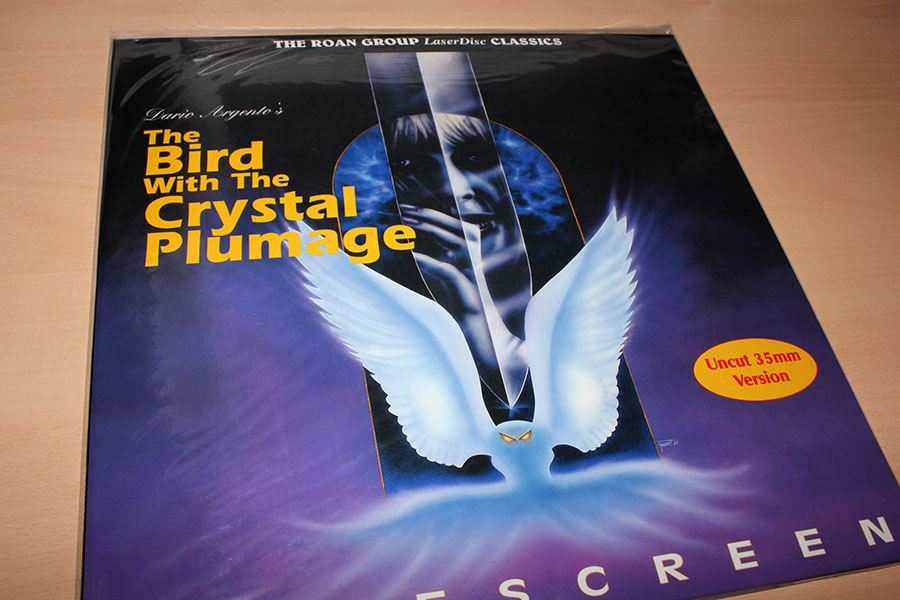 THE ROAN GROUP LaserDisc CLASSICS
Dario Argento's
The
Bird
With The
Crystal
Plumage
Uncut 35mm
Version
ESCREEN